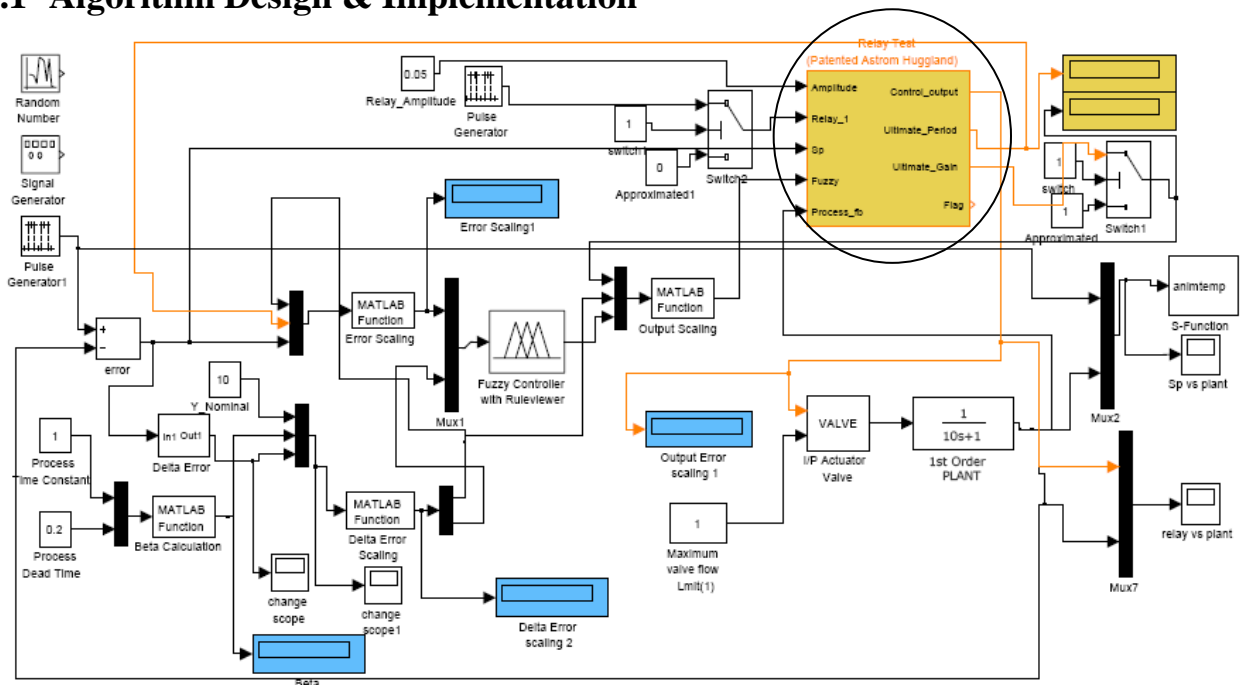 .1 Algorithm Design & Implementation
Random
Number
Signal
Generator
Pulse
Generator1
0.05
Relay_Amplitude
Pulse
Generator
1
switch1
0
Approximated1
Switch2
Relay Test
(Patented Astrom Huggland)
Amplitude
Relay_1
Sp
Fuzzy
Process_fb
Control_output
Ultimate_Period
Ultimate_Gain
Flag
1
switch
1
Approximated
Switch1
Error Scaling1
+
-
error
MATLAB
Function
Error Scaling
Mux1
Fuzzy Controller
with Ruleviewer
MATLAB
Function
Output Scaling
animtemp
S-Function
Sp vs plant
Mux2
10
Y_Nominal
In1 Out1
Delta Error
1
Process
Time Constant
0.2
Process
Dead Time
MATLAB
Function
Beta Calculation
MATLAB
Function
Delta Error
Scaling
change
scope
change
scope1
Beta
Delta Error
scaling 2
Output Error
scaling 1
VALVE
I/P Actuator
Valve
1
10s+1
1st Order
PLANT
1
Maximum
valve flow
Lmit(1)
relay vs plant
Mux7